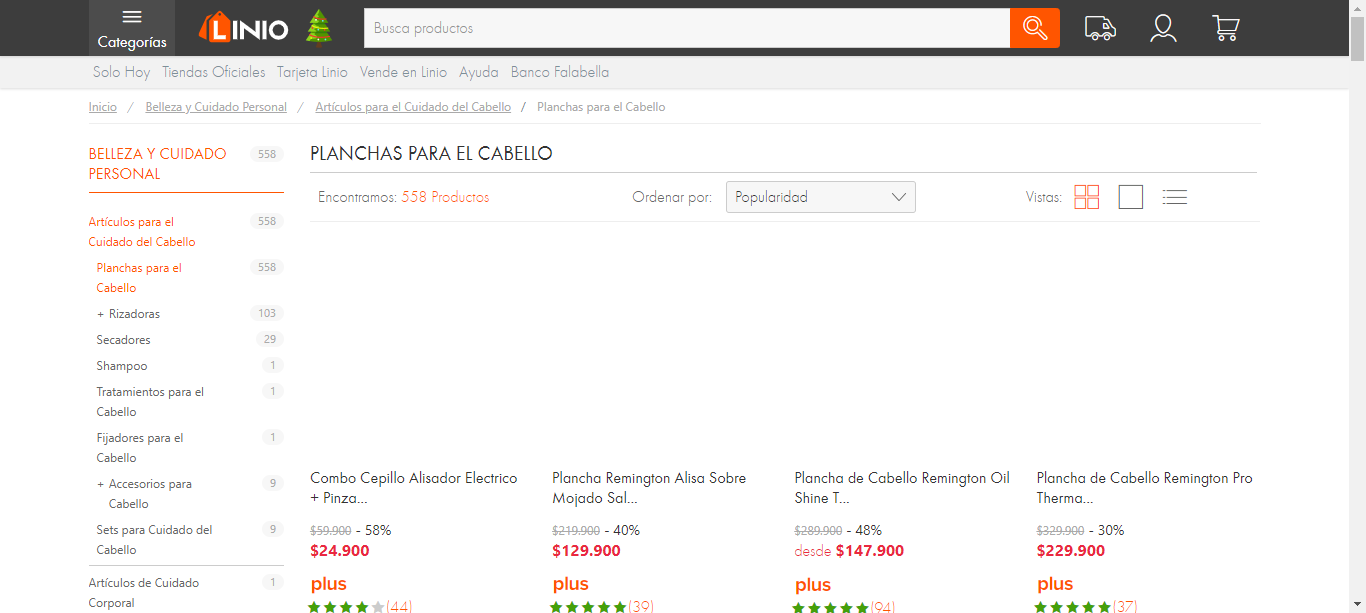 Categorías
LINIO
Busca productos
Solo Hoy Tiendas Oficiales Tarjeta Linio Vende en Linio Ayuda Banco Falabella
Inicio / Belleza y Cuidado Personal / Artículos para el Cuidado del Cabello / Planchas para el Cabello
BELLEZA Y CUIDADO 558
PERSONAL
Artículos para el 558
Cuidado del Cabello
Planchas para el 558
Cabello
+ Rizadoras 103
Secadores 29
Shampoo 1
Tratamientos para el 1
Cabello
Fijadores para el 1
Cabello
+ Accesorios para 9
Cabello
Sets para Cuidado del 9
Cabello
Artículos de Cuidado 1
Corporal
PLANCHAS PARA EL CABELLO
Encontramos: 558 Productos Ordenar por: Popularidad Vistas:
Combo Cepillo Alisador Electrico
+ Pinza...
$59.900 - 58%
$24.900
plus
(44)
Plancha Remington Alisa Sobre
Mojado Sal...
$219.900 - 40%
$129.900
plus
(39)
Plancha de Cabello Remington Oil
Shine T...
$289.900 - 48%
desde $147.900
plus
(94)
Plancha de Cabello Remington Pro
Therma...
$329.900 - 30%
$229.900
plus
(37)